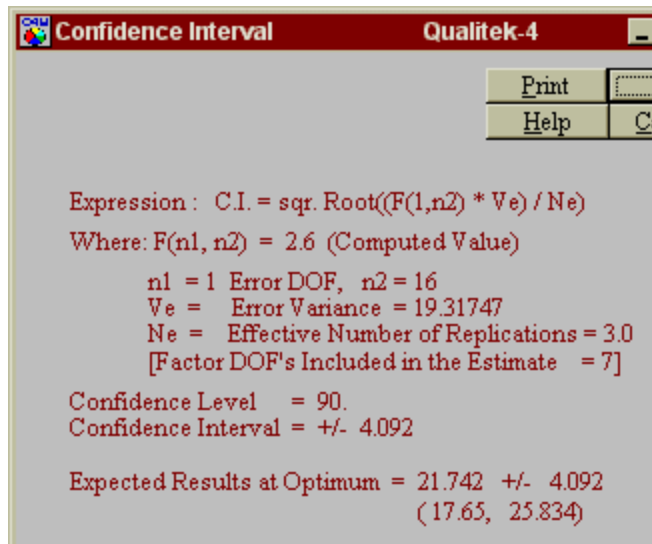 Confidence Interval Qualitek-4
Print
Help
Expression : C.I. = sqr. Root((F(1,n2) * Ve) / Ne)
Where: F(n1, n2) = 2.6 (Computed Value)
n1 = 1 Error DOF, n2 = 16
Ve = Error Variance = 19.31747
Ne = Effective Number of Replications = 3.0
[Factor DOF's Included in the Estimate = 7]
Confidence Level = 90.
Confidence Interval = +/- 4.092
Expected Results at Optimum = 21.742 +/- 4.092
(17.65, 25.834)